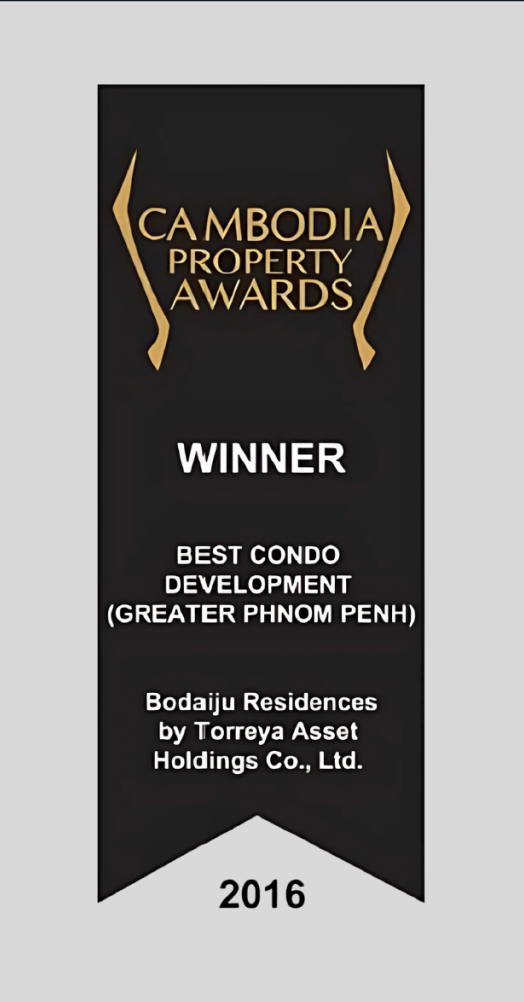 CAMBODIA
PROPERTY
AWARDS
WINNER
BEST CONDO
DEVELOPMENT
(GREATER PHNOM PENH)
Bodaiju Residences
by Torreya Asset
Holdings Co., Ltd.
2016